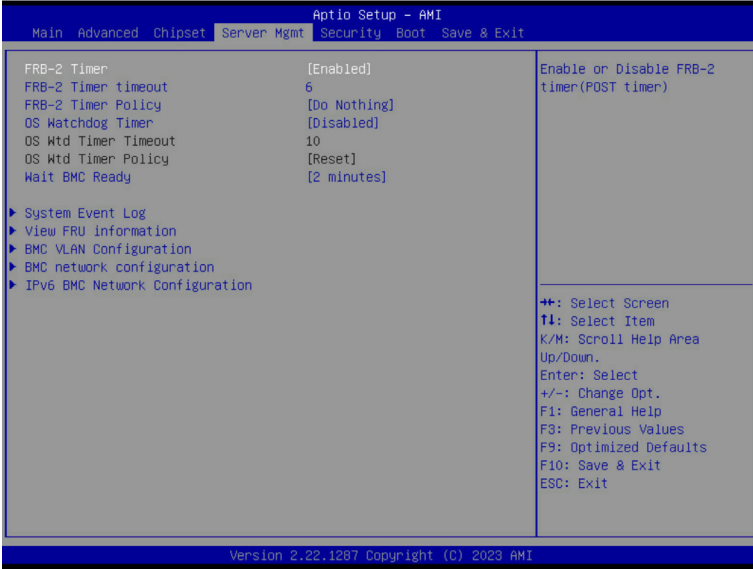 Aptio Setup - AMI
Main Advanced Chipset Server Mgmt Security Boot Save & Exit
FRB-2 Timer [Enabled]
FRB-2 Timer timeout 6
FRB-2 Timer Policy [Do Nothing]
OS Watchdog Timer [Disabled]
OS Wtd Timer Timeout 10
OS Wtd Timer Policy [Reset]
Wait BMC Ready [2 minutes]
System Event Log
View FRU information
BMC VLAN Configuration
BMC network configuration
IPv6 BMC Network Configuration
Enable or Disable FRB-2
timer(POST timer)
→←: Select Screen
↑↓: Select Item
K/M: Scroll Help Area
Up/Down.
Enter: Select
+/-: Change Opt.
F1: General Help
F3: Previous Values
F9: Optimized Defaults
F10: Save & Exit
ESC: Exit
Version 2.22.1287 Copyright (C) 2023 AMI